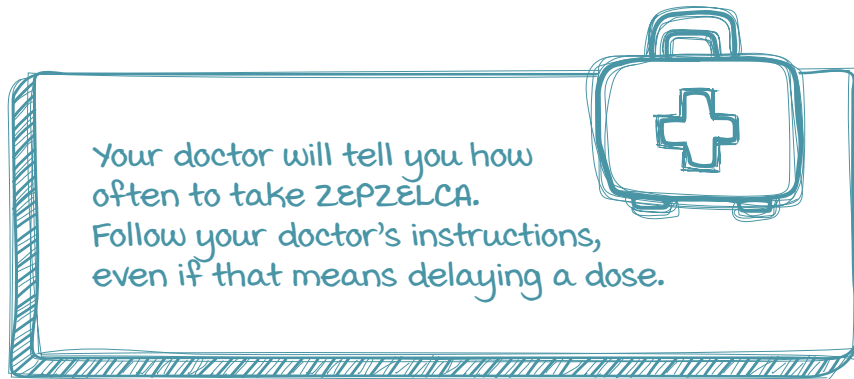 Your doctor will tell you how
often to take ZEPZELCA.
Follow your doctor's instructions,
even if that means delaying a dose.